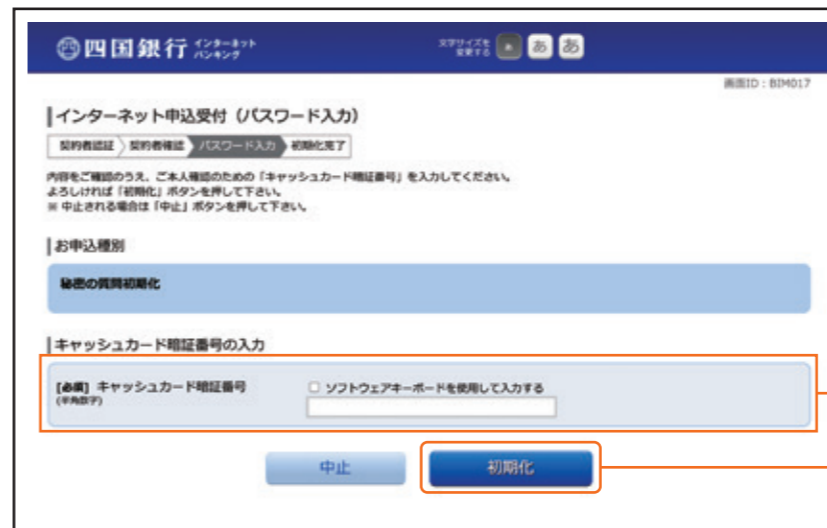 四国銀行 インターネットバンキング
文字サイズを変更する あ あ あ
画面ID:BIM017
インターネット申込受付(パスワード入力)
契約者認証 契約者確認 パスワード入力 初期化完了
内容をご確認のうえ、ご本人確認のための「キャッシュカード暗証番号」を入力してください。
よろしければ「初期化」ボタンを押して下さい。
※ 中止される場合は「中止」ボタンを押して下さい。
お申込種別
秘密の質問初期化
キャッシュカード暗証番号の入力
[必須] キャッシュカード暗証番号
(半角数字)
ソフトウェアキーボードを使用して入力する
中止 初期化